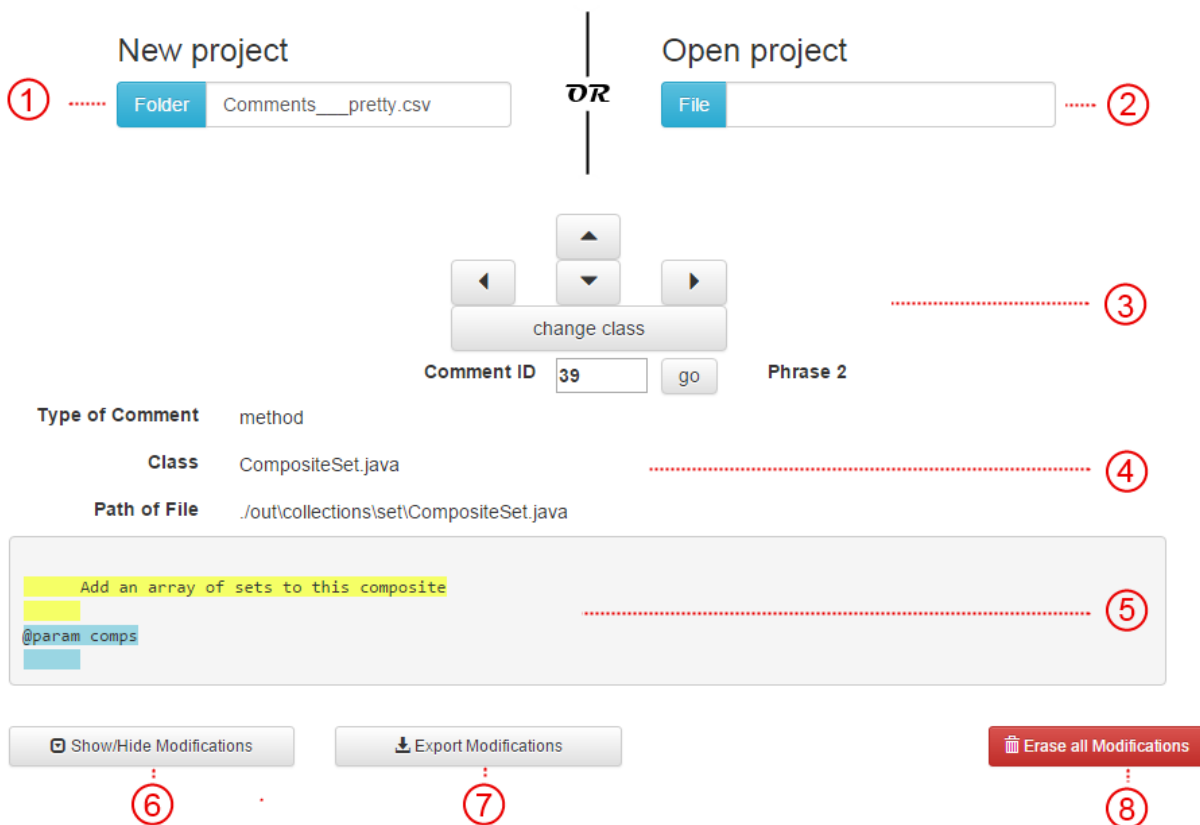 New project
Open project
1 Folder Comments___pretty.csv OR File 2
3
change class
Comment ID 39 go Phrase 2
Type of Comment method
Class CompositeSet.java 4
Path of File ./out\collections\set\CompositeSet.java
Add an array of sets to this composite
5
@param comps
Show/Hide Modifications Export Modifications Erase all Modifications
6 7 8